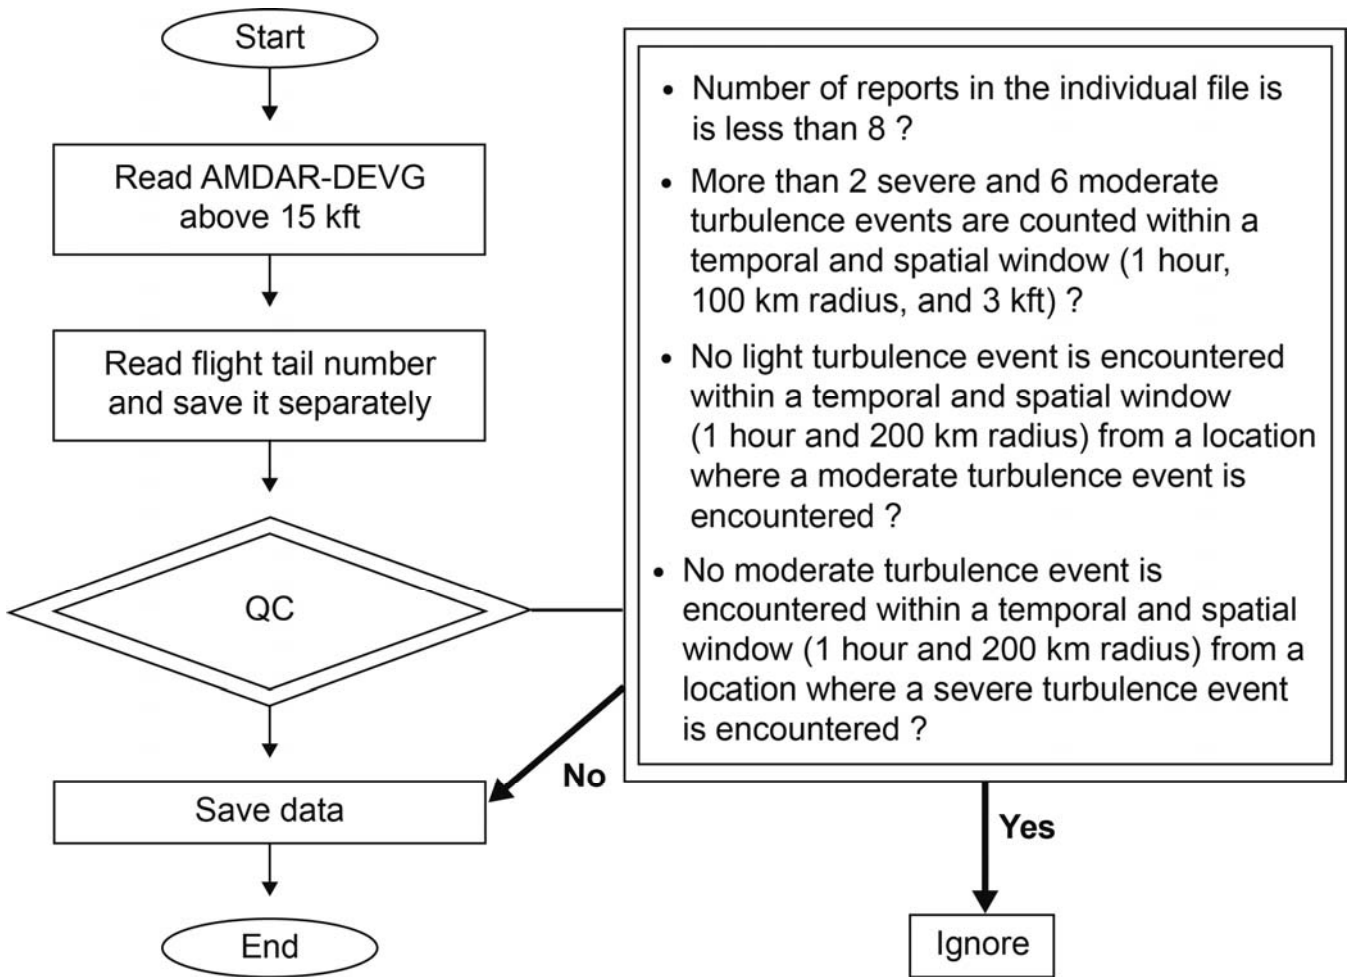 Start
Read AMDAR-DEVG
above 15 kft
Read flight tail number
and save it separately
QC
Save data
End
• Number of reports in the individual file is
is less than 8 ?
• More than 2 severe and 6 moderate
turbulence events are counted within a
temporal and spatial window (1 hour,
100 km radius, and 3 kft) ?
• No light turbulence event is encountered
within a temporal and spatial window
(1 hour and 200 km radius) from a location
where a moderate turbulence event is
encountered ?
• No moderate turbulence event is
encountered within a temporal and spatial
window (1 hour and 200 km radius) from a
location where a severe turbulence event
is encountered ?
No
Yes
Ignore